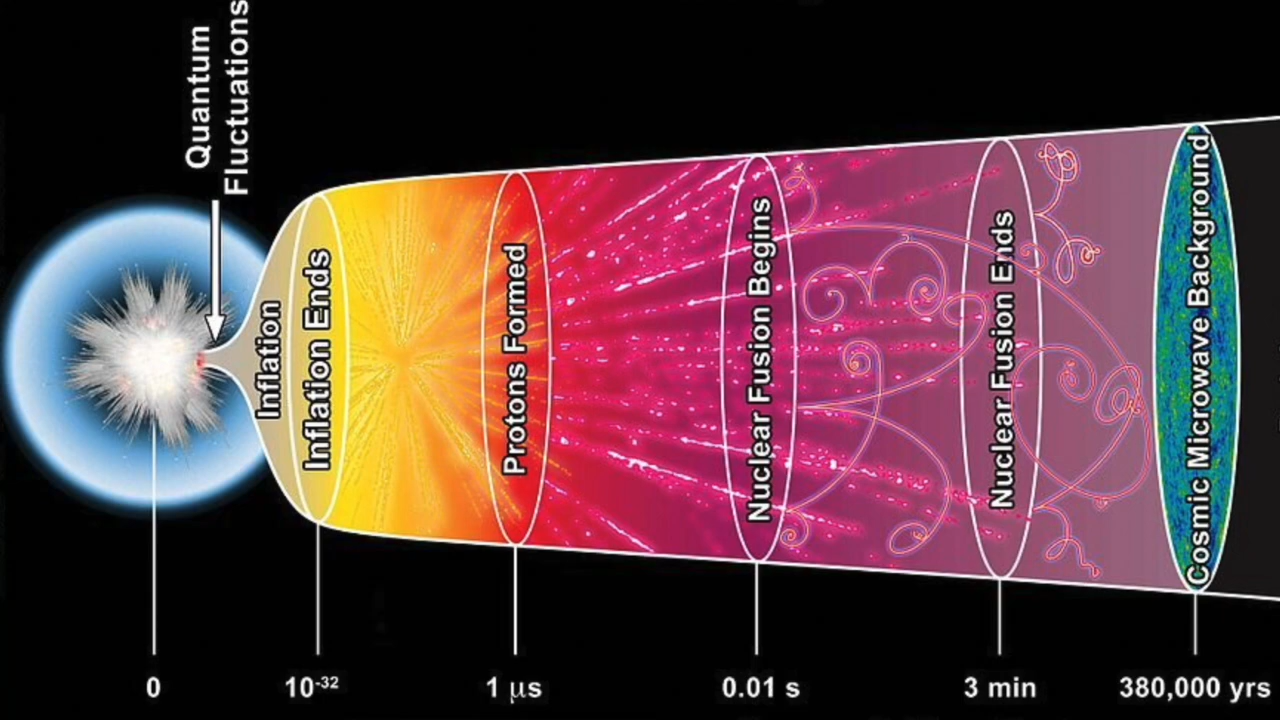 Quantum
Fluctuations
Inflation
Inflation Ends
Protons Formed
Nuclear Fusion Begins
Nuclear Fusion Ends
Cosmic Microwave Background
0
10⁻³²
1 µs
0.01 s
3 min
380,000 yrs